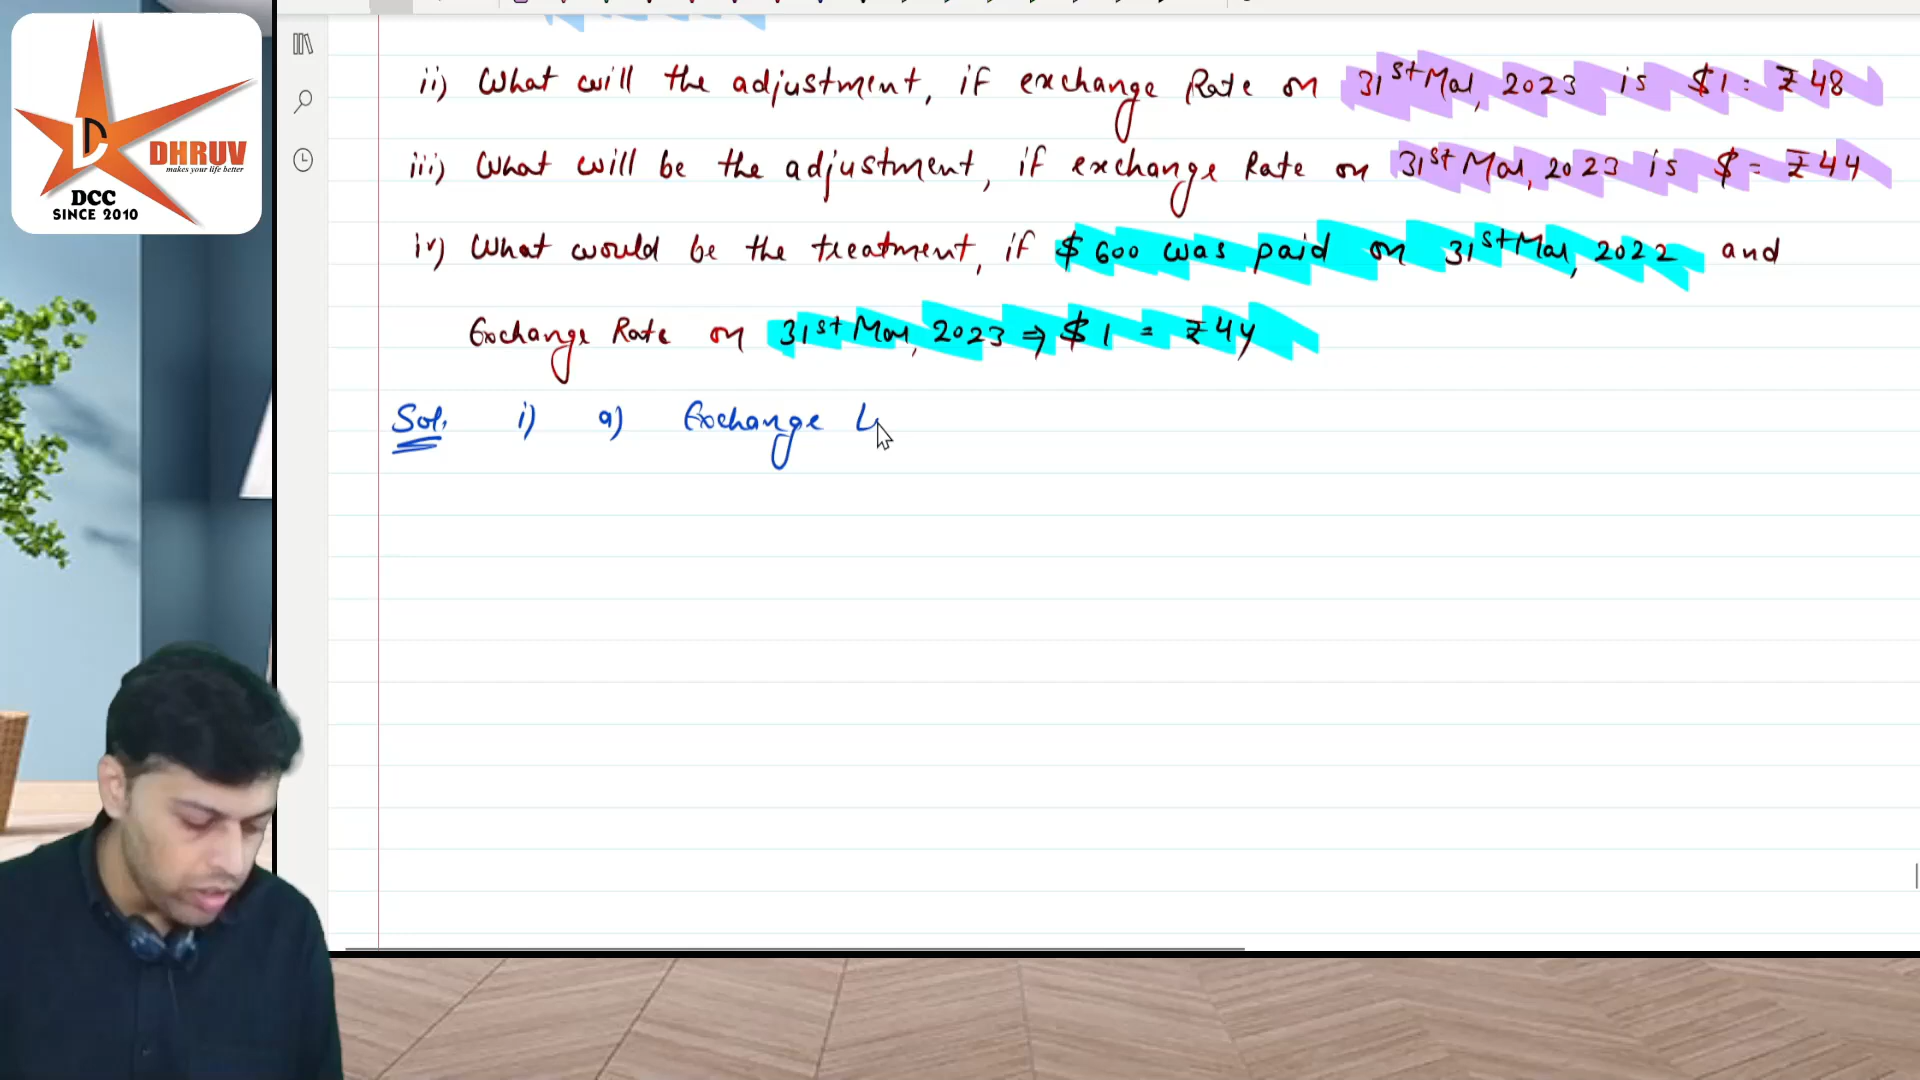 DHRUV
makes your life better
DCC
SINCE 2010
ii) What will the adjustment, if exchange Rate on 31st Mar, 2023 is $1 = ₹48
iii) What will be the adjustment, if exchange Rate on 31st Mar, 2023 is $ = ₹44
iv) What would be the treatment, if $600 was paid on 31st Mar, 2022 and
Exchange Rate on 31st Mar, 2023 ⇒ $1 = ₹44
Sol. i) a) Exchange